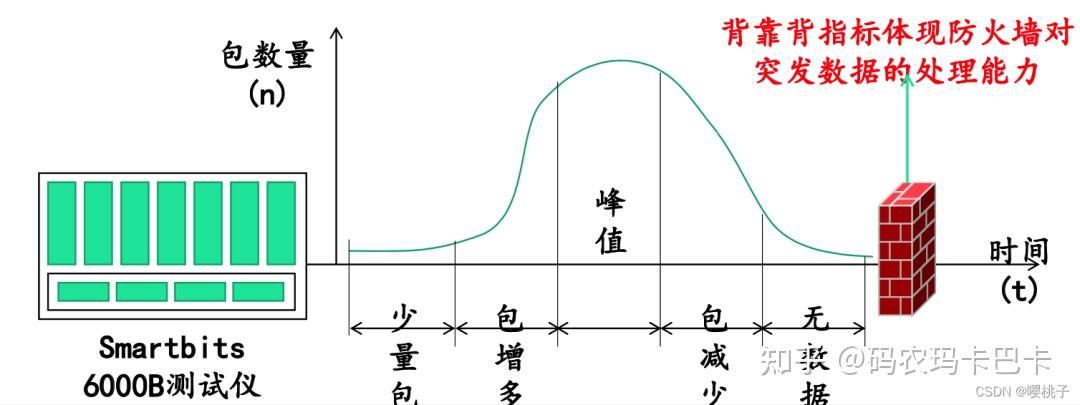 背靠背指标体现防火墙对
突发数据的处理能力
包数量
(n)
峰
值
时间
(t)
少
量
包
包
增
多
包
减
少
无
数
据
Smartbits
6000B测试仪
知乎 @码农玛卡巴卡
CSDN @嘤桃子